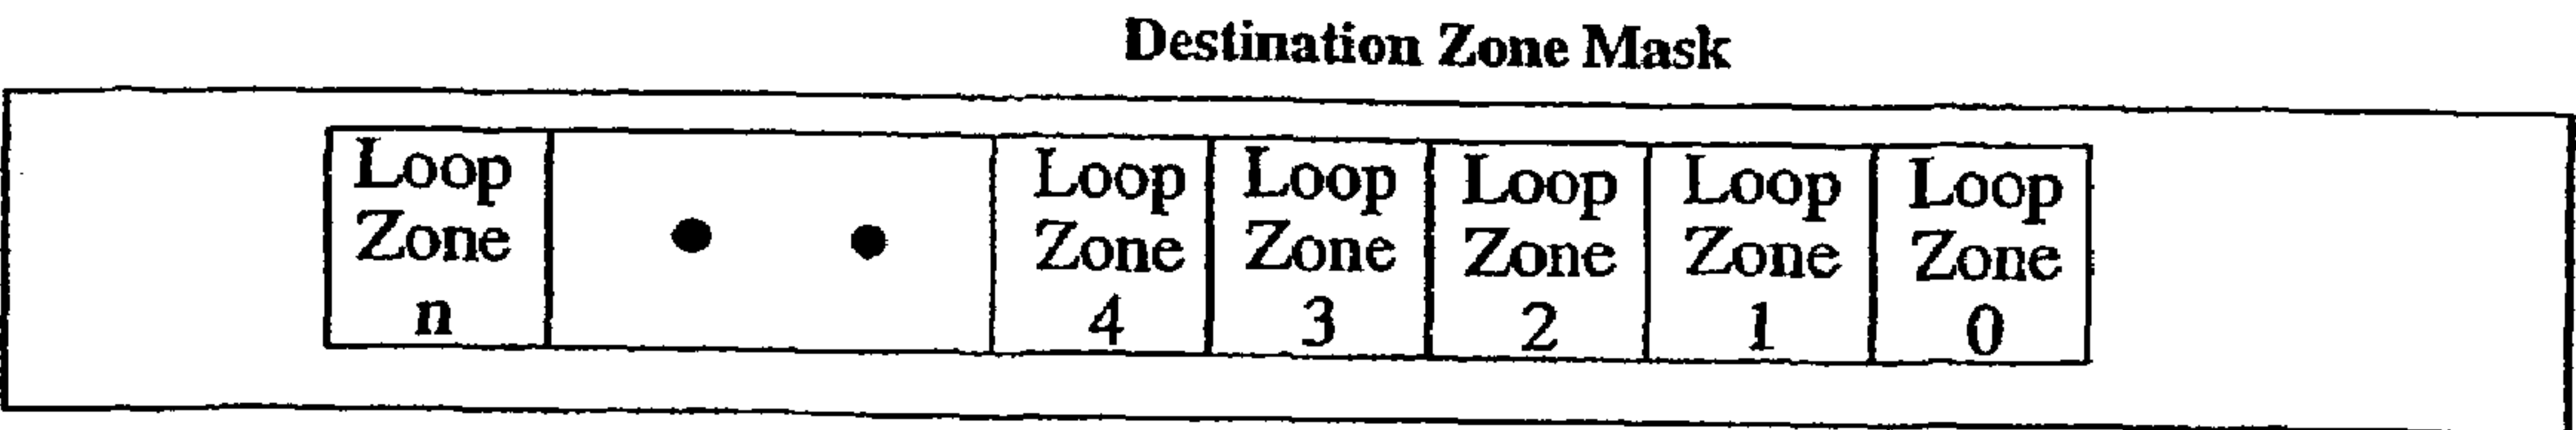 Destination Zone Mask
Loop Zone n
• •
Loop Zone 4
Loop Zone 3
Loop Zone 2
Loop Zone 1
Loop Zone 0